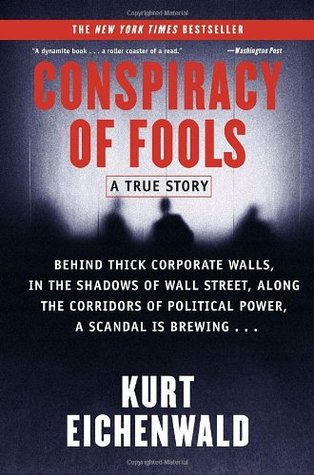 THE NEW YORK TIMES BESTSELLER
"A dynamite book . . . a roller coaster of a read." —Washington Post
CONSPIRACY
OF FOOLS
A TRUE STORY
BEHIND THICK CORPORATE WALLS,
IN THE SHADOWS OF WALL STREET, ALONG
THE CORRIDORS OF POLITICAL POWER,
A SCANDAL IS BREWING . . .
KURT
EICHENWALD